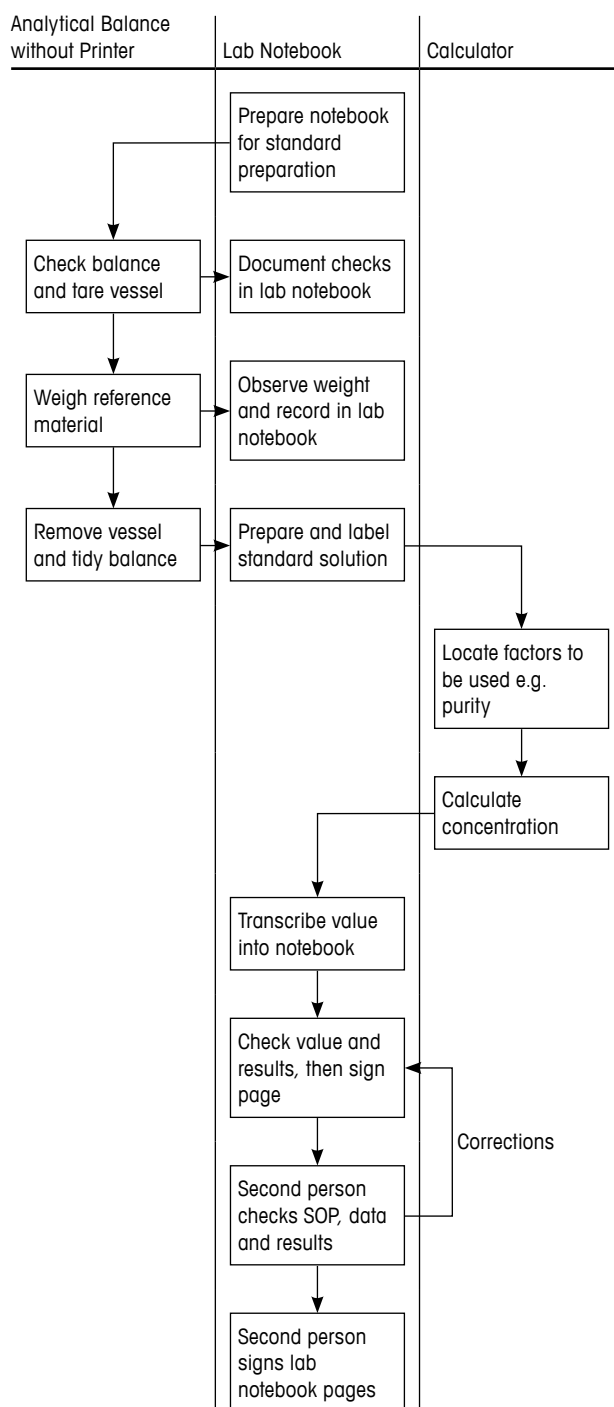 Analytical Balance
without Printer
Lab Notebook
Calculator
Prepare notebook
for standard
preparation
Check balance
and tare vessel
Document checks
in lab notebook
Weigh reference
material
Observe weight
and record in lab
notebook
Remove vessel
and tidy balance
Prepare and label
standard solution
Locate factors to
be used e.g.
purity
Calculate
concentration
Transcribe value
into notebook
Check value and
results, then sign
page
Corrections
Second person
checks SOP, data
and results
Second person
signs lab
notebook pages